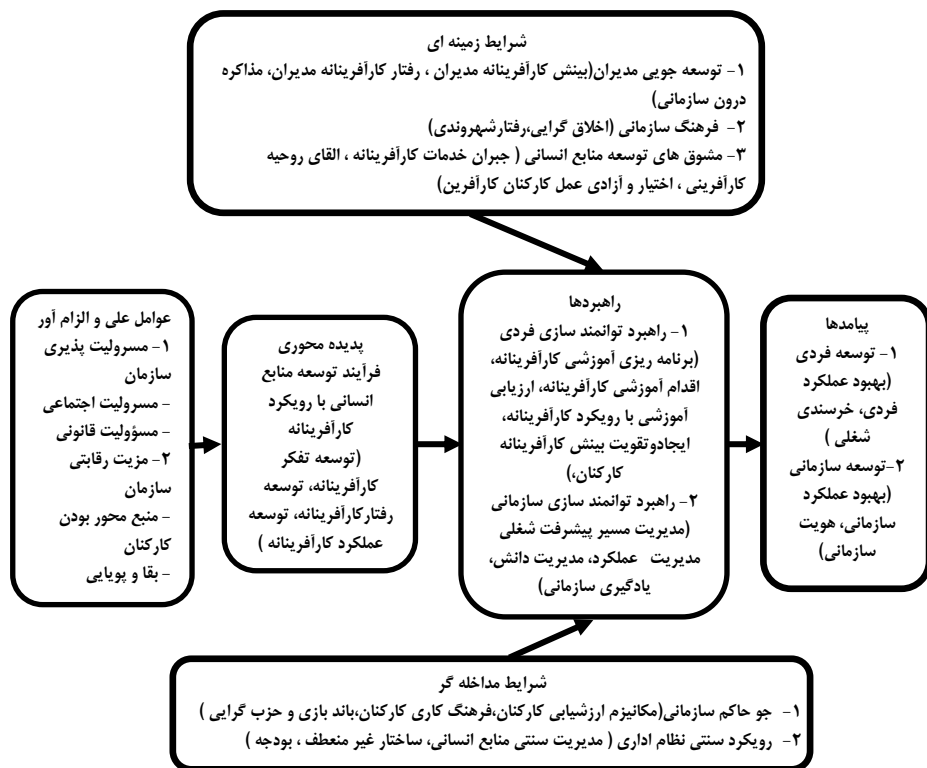 شرایط زمینه ای
۱- توسعه جویی مدیران(بینش کارآفرینانه مدیران ، رفتار کارآفرینانه مدیران، مذاکره
درون سازمانی)
۲- فرهنگ سازمانی (اخلاق گرایی،رفتارشهروندی)
۳- مشوق های توسعه منابع انسانی ( جبران خدمات کارآفرینانه ، القای روحیه
کارآفرینی ، اختیار و آزادی عمل کارکنان کارآفرین)
عوامل علی و الزام آور
۱- مسرولیت پذیری
سازمان
- مسرولیت اجتماعی
- مسؤولیت قانونی
۲- مزیت رقابتی
سازمان
- منبع محور بودن
کارکنان
- بقا و پویایی
پدیده محوری
فرآیند توسعه منابع
انسانی با رویکرد
کارآفرینانه
(توسعه تفکر
کارآفرینانه، توسعه
رفتارکارآفرینانه، توسعه
عملکرد کارآفرینانه )
راهبردها
۱- راهبرد توانمند سازی فردی
(برنامه ریزی آموزشی کارآفرینانه،
اقدام آموزشی کارآفرینانه، ارزیابی
آموزشی با رویکرد کارآفرینانه،
ایجادوتقویت بینش کارآفرینانه
کارکنان،)
۲- راهبرد توانمند سازی سازمانی
(مدیریت مسیر پیشرفت شغلی
مدیریت عملکرد، مدیریت دانش،
یادگیری سازمانی)
پیامدها
۱- توسعه فردی
(بهبود عملکرد
فردی، خرسندی
شغلی )
۲-توسعه سازمانی
(بهبود عملکرد
سازمانی، هویت
سازمانی)
شرایط مداخله گر
۱- جو حاکم سازمانی(مکانیزم ارزشیابی کارکنان،فرهنگ کاری کارکنان،باند بازی و حزب گرایی )
۲- رویکرد سنتی نظام اداری ( مدیریت سنتی منابع انسانی، ساختار غیر منعطف ، بودجه )